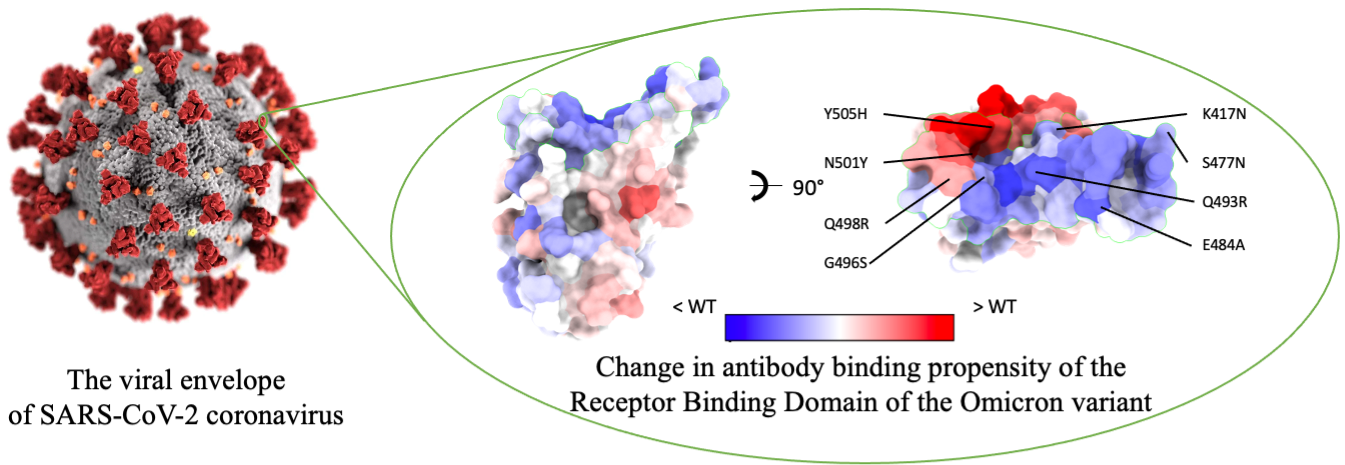 Y505H
K417N
N501Y
S477N
90°
Q493R
Q498R
E484A
G496S
< WT
> WT
The viral envelope
of SARS-CoV-2 coronavirus
Change in antibody binding propensity of the
Receptor Binding Domain of the Omicron variant